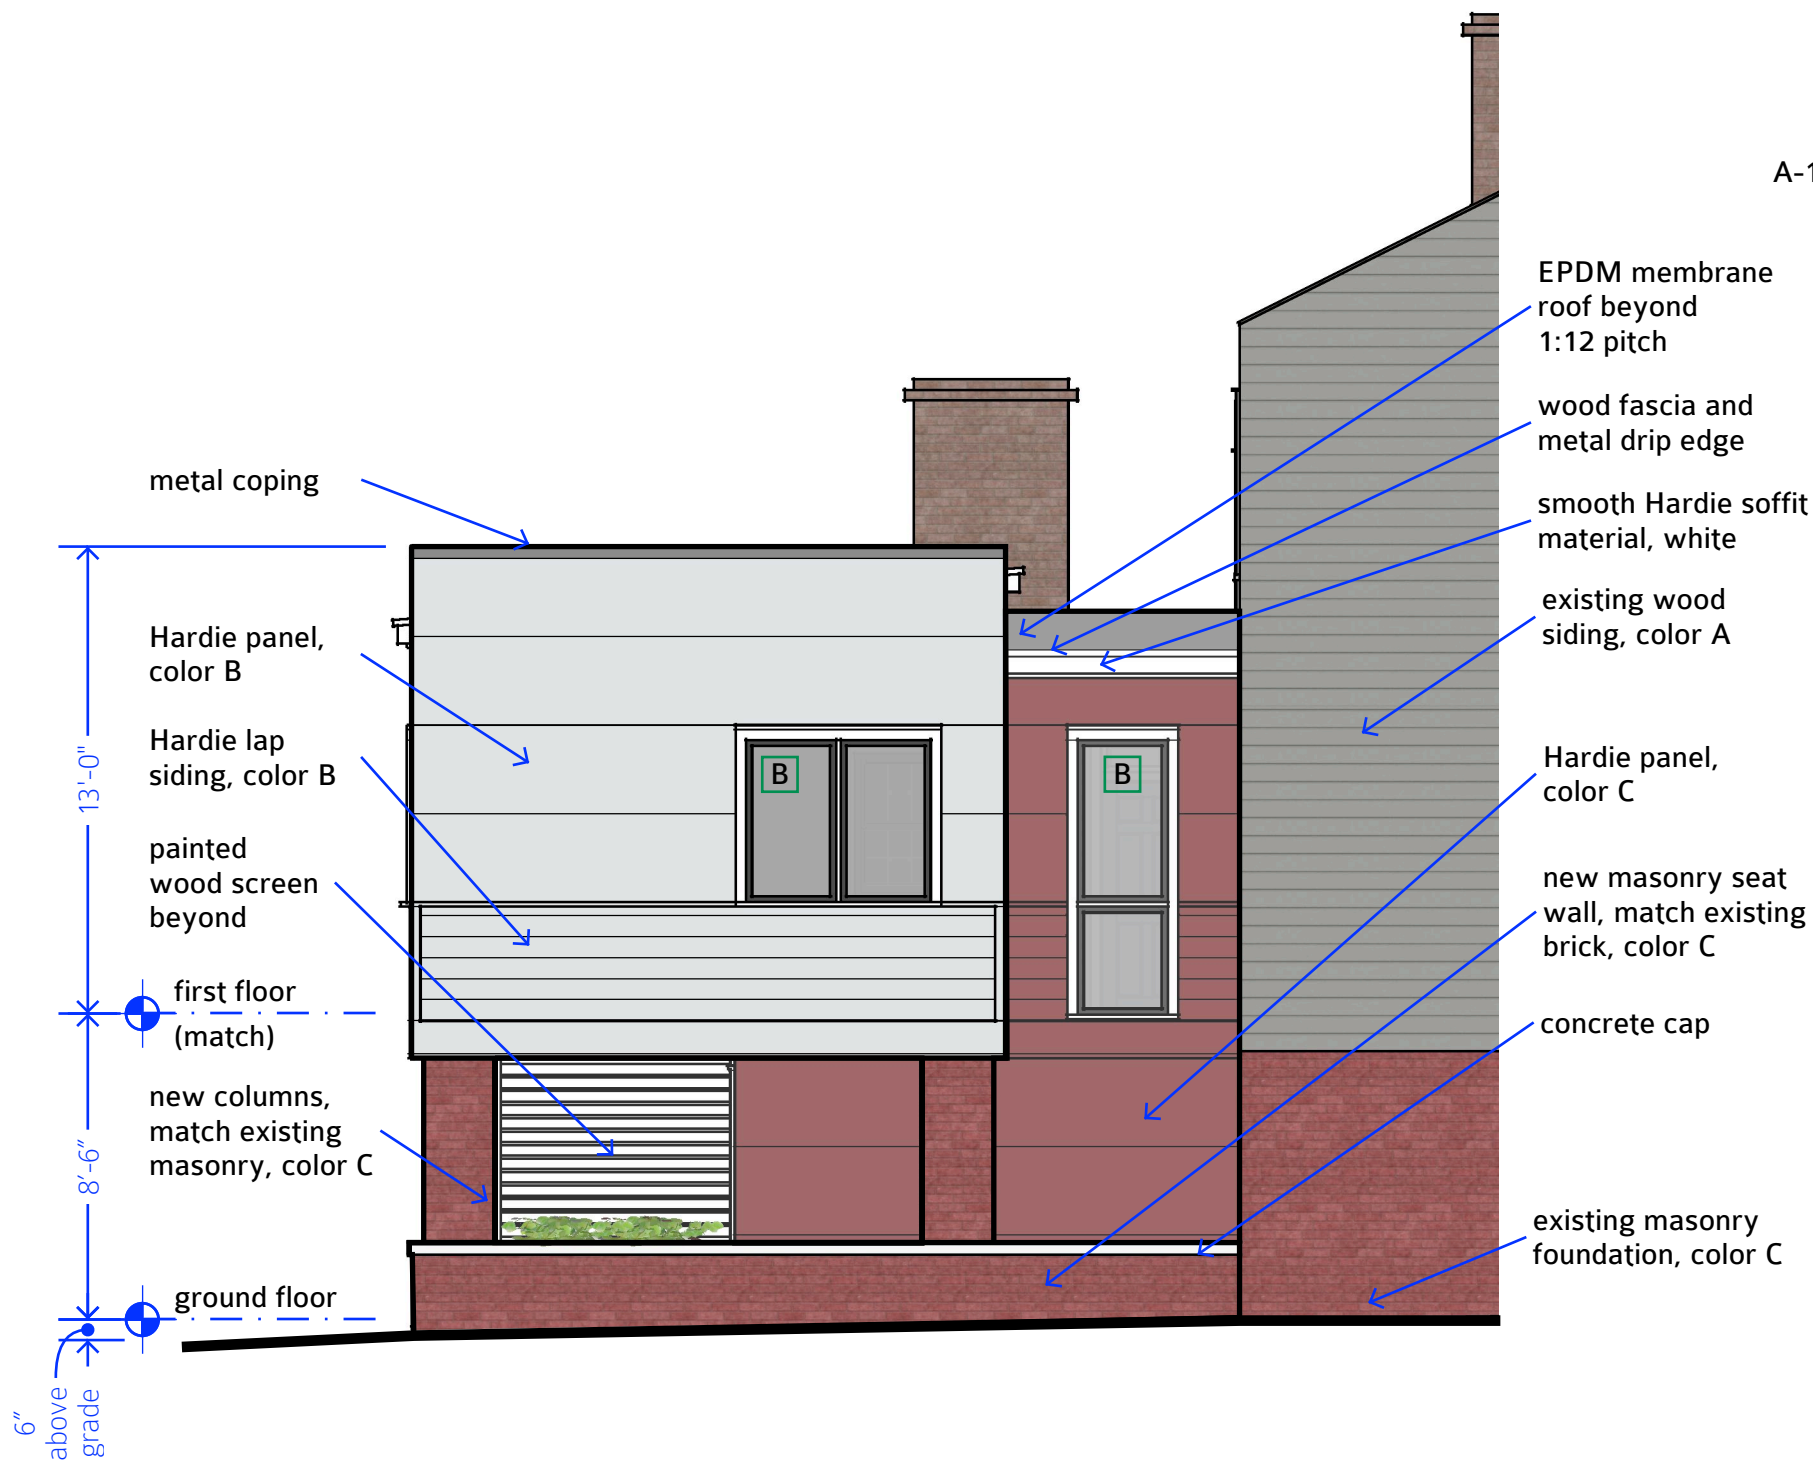 A-1
EPDM membrane
roof beyond
1:12 pitch
wood fascia and
metal drip edge
smooth Hardie soffit
material, white
existing wood
siding, color A
Hardie panel,
color C
new masonry seat
wall, match existing
brick, color C
concrete cap
existing masonry
foundation, color C
metal coping
Hardie panel,
color B
Hardie lap
siding, color B
painted
wood screen
beyond
first floor
(match)
new columns,
match existing
masonry, color C
ground floor
13'-0"
8'-6"
6"
above
grade
B
B